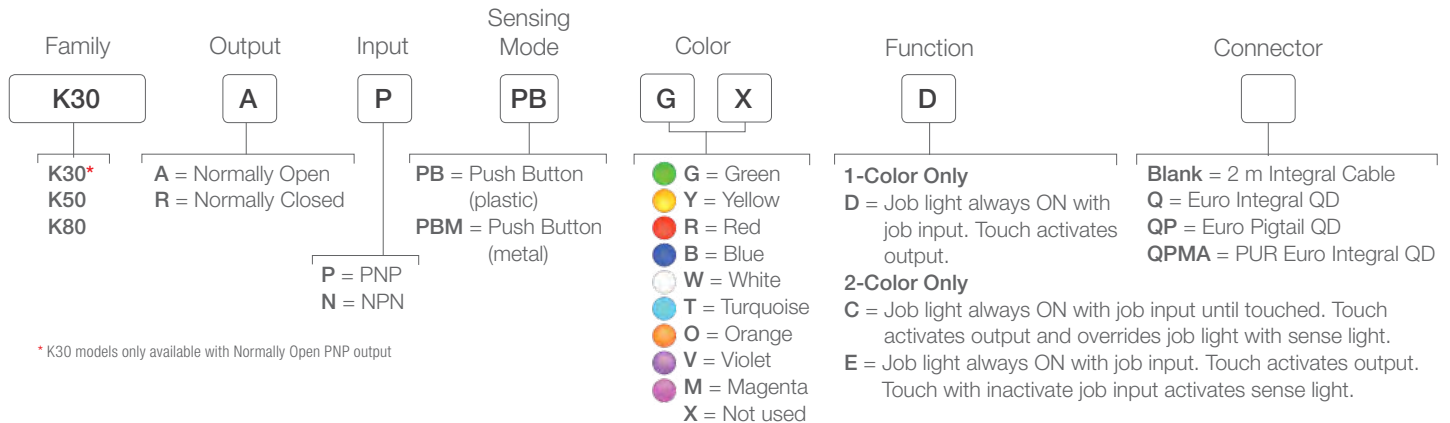 Family
Output
Input
Sensing
Mode
Color
Function
Connector
K30
A
P
PB
G
X
D
K30*
K50
K80
A = Normally Open
R = Normally Closed
P = PNP
N = NPN
PB = Push Button
(plastic)
PBM = Push Button
(metal)
G = Green
Y = Yellow
R = Red
B = Blue
W = White
T = Turquoise
O = Orange
V = Violet
M = Magenta
X = Not used
1-Color Only
D = Job light always ON with
job input. Touch activates
output.
2-Color Only
C = Job light always ON with job input until touched. Touch
activates output and overrides job light with sense light.
E = Job light always ON with job input. Touch activates output.
Touch with inactivate job input activates sense light.
Blank = 2 m Integral Cable
Q = Euro Integral QD
QP = Euro Pigtail QD
QPMA = PUR Euro Integral QD
* K30 models only available with Normally Open PNP output